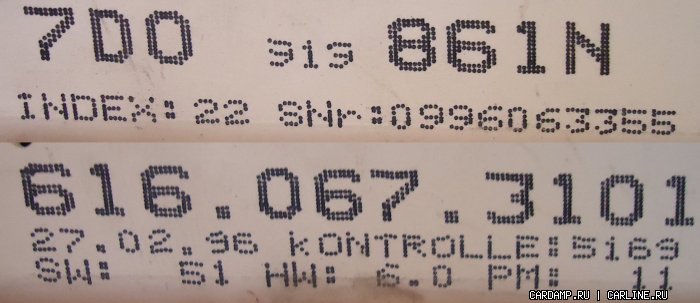 7D0 919 861N
INDEX: 22 SNr:0996063355
616.067.3101
27.02.96 KONTROLLE:5169
SW: 51 HW: 6.0 PM: 11
CARDAMP.RU | CARLINE.RU